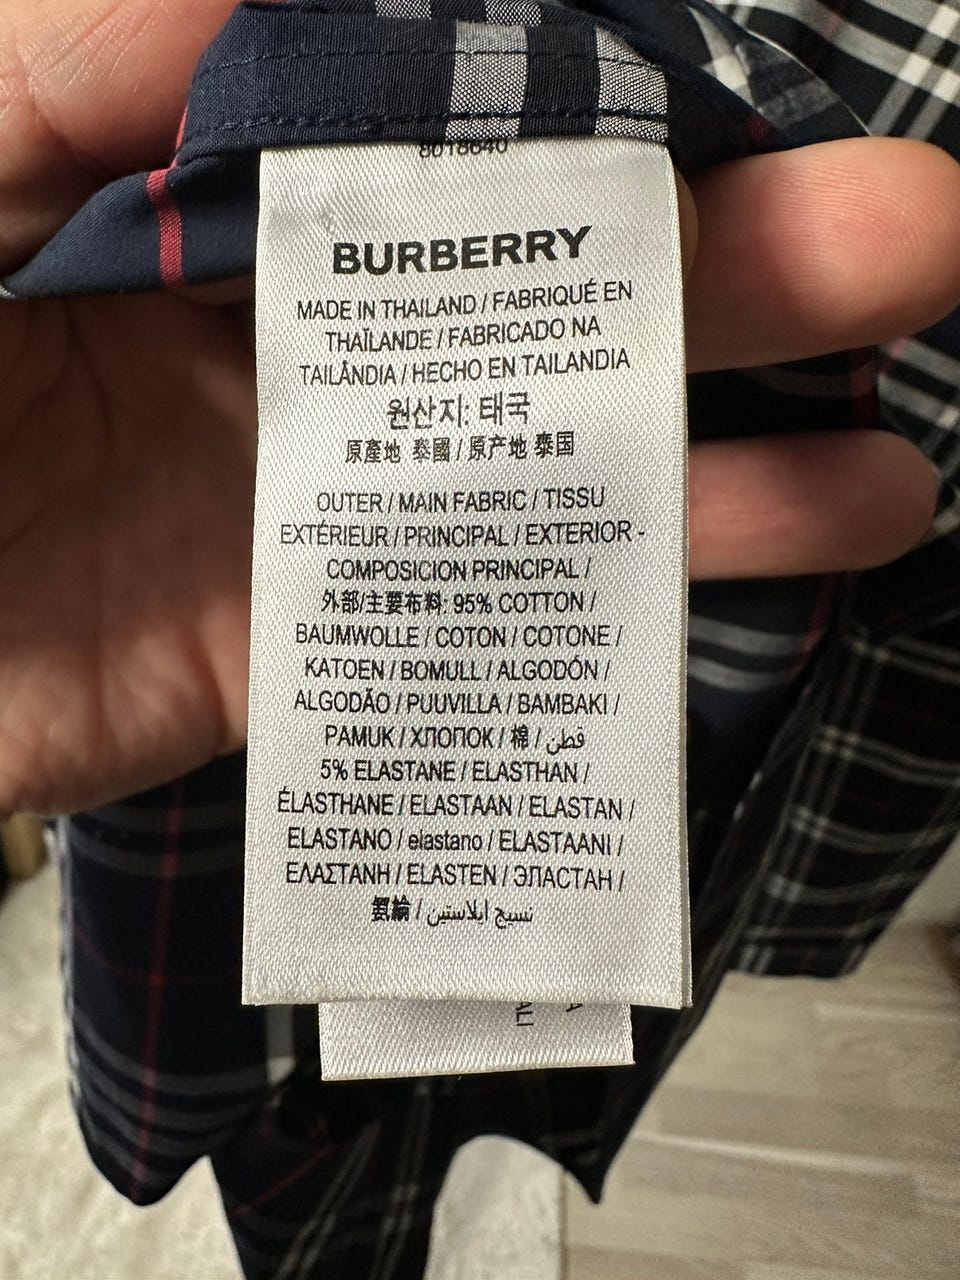 8018640
BURBERRY
MADE IN THAILAND / FABRIQUÉ EN
THAÏLANDE / FABRICADO NA
TAILÂNDIA / HECHO EN TAILANDIA
원산지: 태국
原產地 泰國 / 原产地 泰国
OUTER / MAIN FABRIC / TISSU
EXTÉRIEUR / PRINCIPAL / EXTERIOR -
COMPOSICION PRINCIPAL /
外部/主要布料: 95% COTTON /
BAUMWOLLE / COTON / COTONE /
KATOEN / BOMULL / ALGODÓN /
ALGODÃO / PUUVILLA / BAMBAKI /
PAMUK / ХЛОПОК / 棉 / قطن
5% ELASTANE / ELASTHAN /
ÉLASTHANE / ELASTAAN / ELASTAN /
ELASTANO / elastano / ELASTAANI /
ΕΛΑΣΤΑΝΗ / ELASTEN / ЭЛАСТАН /
氨綸 / نسيج ايلاستين